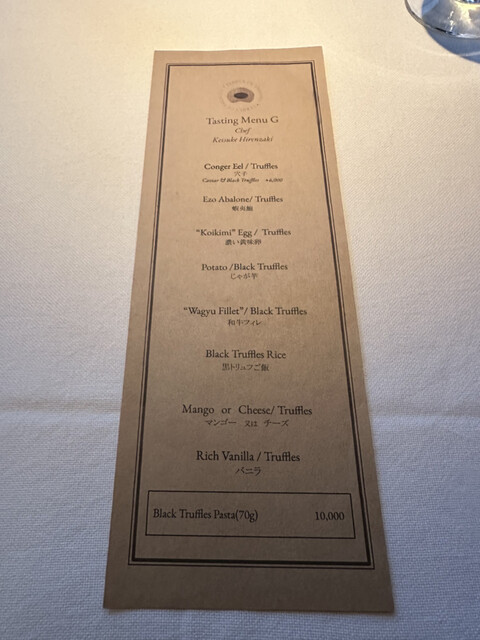 Tasting Menu G
Chef
Keisuke Hirenzaki
Conger Eel / Truffles
穴子
Caviar & Black Truffles +6,000
Ezo Abalone/ Truffles
蝦夷鮑
“Koikimi” Egg / Truffles
濃い黄味卵
Potato /Black Truffles
じゃが芋
“Wagyu Fillet”/ Black Truffles
和牛フィレ
Black Truffles Rice
黒トリュフご飯
Mango or Cheese/ Truffles
マンゴー 又は チーズ
Rich Vanilla / Truffles
バニラ
Black Truffles Pasta(70g) 10,000